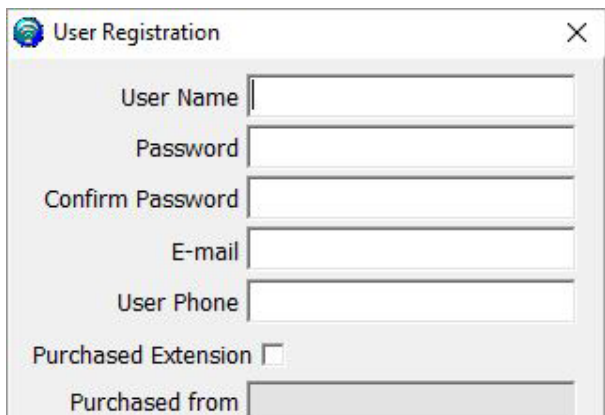 User Registration
User Name
Password
Confirm Password
E-mail
User Phone
Purchased Extension
Purchased from